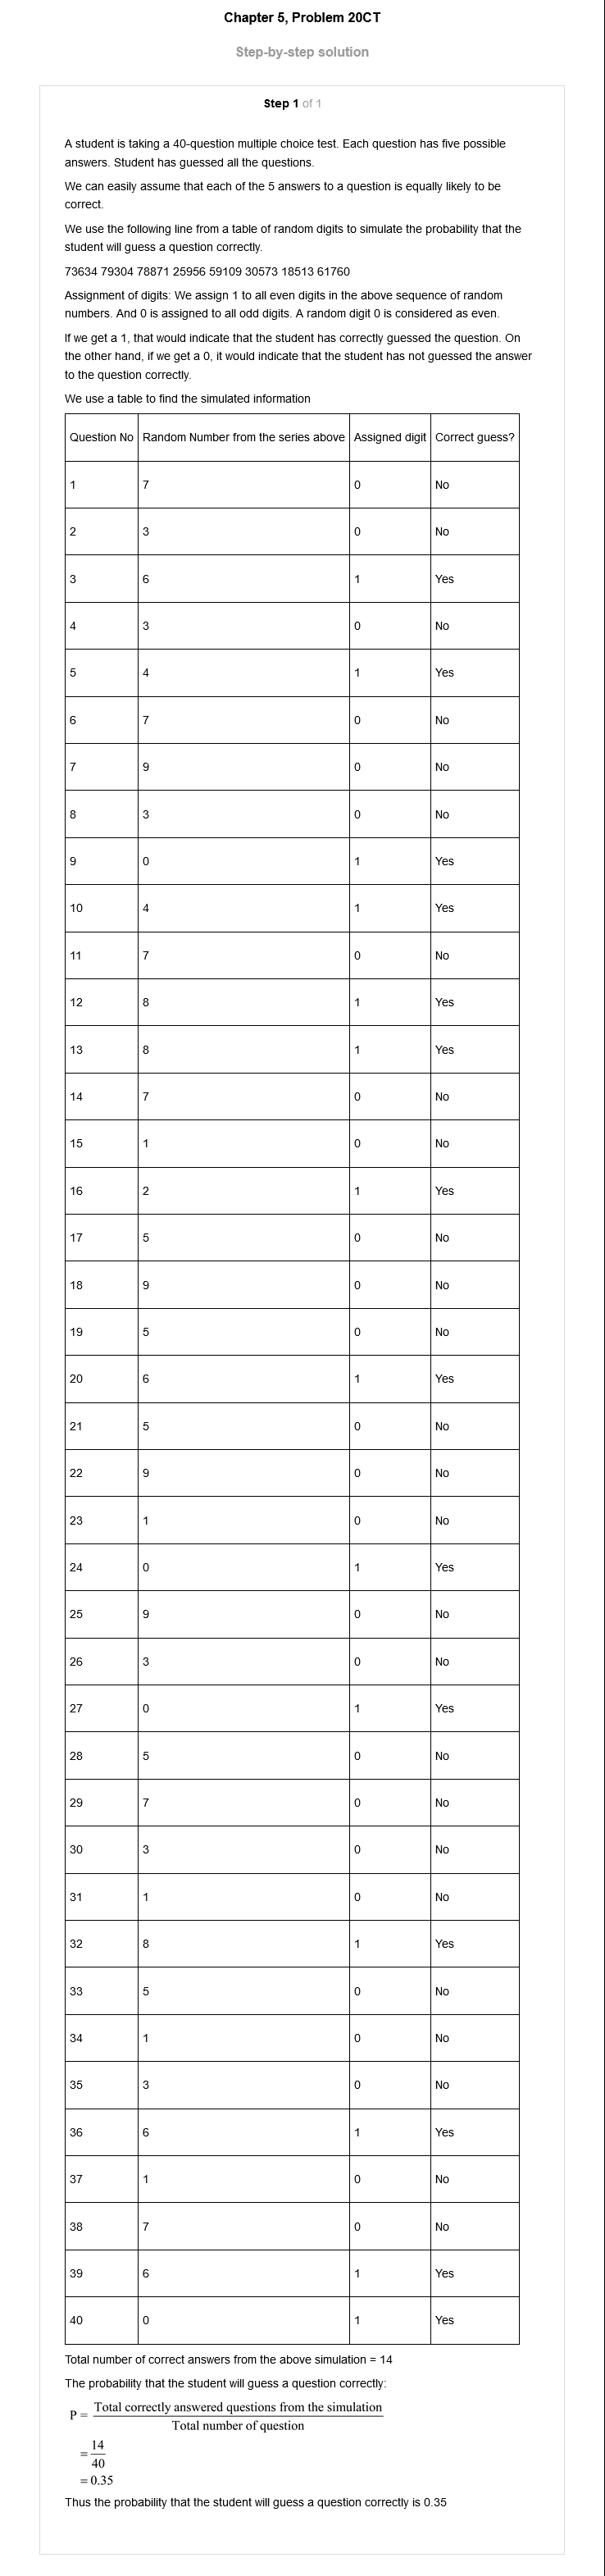 Chapter 5, Problem 20CT
Step-by-step solution
Step 1 of 1
A student is taking a 40-question multiple choice test. Each question has five possible
answers. Student has guessed all the questions.
We can easily assume that each of the 5 answers to a question is equally likely to be
correct.
We use the following line from a table of random digits to simulate the probability that the
student will guess a question correctly.
73634 79304 78871 25956 59109 30573 18513 61760
Assignment of digits: We assign 1 to all even digits in the above sequence of random
numbers. And 0 is assigned to all odd digits. A random digit 0 is considered as even.
If we get a 1, that would indicate that the student has correctly guessed the question. On
the other hand, if we get a 0, it would indicate that the student has not guessed the answer
to the question correctly.
We use a table to find the simulated information
Question No Random Number from the series above Assigned digit Correct guess?
1 7 0 No
2 3 0 No
3 6 1 Yes
4 3 0 No
5 4 1 Yes
6 7 0 No
7 9 0 No
8 3 0 No
9 0 1 Yes
10 4 1 Yes
11 7 0 No
12 8 1 Yes
13 8 1 Yes
14 7 0 No
15 1 0 No
16 2 1 Yes
17 5 0 No
18 9 0 No
19 5 0 No
20 6 1 Yes
21 5 0 No
22 9 0 No
23 1 0 No
24 0 1 Yes
25 9 0 No
26 3 0 No
27 0 1 Yes
28 5 0 No
29 7 0 No
30 3 0 No
31 1 0 No
32 8 1 Yes
33 5 0 No
34 1 0 No
35 3 0 No
36 6 1 Yes
37 1 0 No
38 7 0 No
39 6 1 Yes
40 0 1 Yes
Total number of correct answers from the above simulation = 14
The probability that the student will guess a question correctly:
P = Total correctly answered questions from the simulation
Total number of question
= 14
40
= 0.35
Thus the probability that the student will guess a question correctly is 0.35